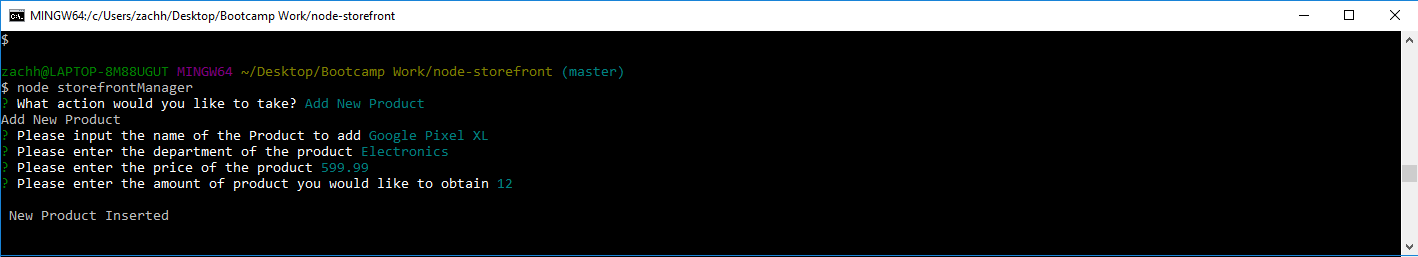 MINGW64:/c/Users/zachh/Desktop/Bootcamp Work/node-storefront
$
zachh@LAPTOP-8M88UGUT MINGW64 ~/Desktop/Bootcamp Work/node-storefront (master)
$ node storefrontManager
? What action would you like to take? Add New Product
Add New Product
? Please input the name of the Product to add Google Pixel XL
? Please enter the department of the product Electronics
? Please enter the price of the product 599.99
? Please enter the amount of product you would like to obtain 12
New Product Inserted